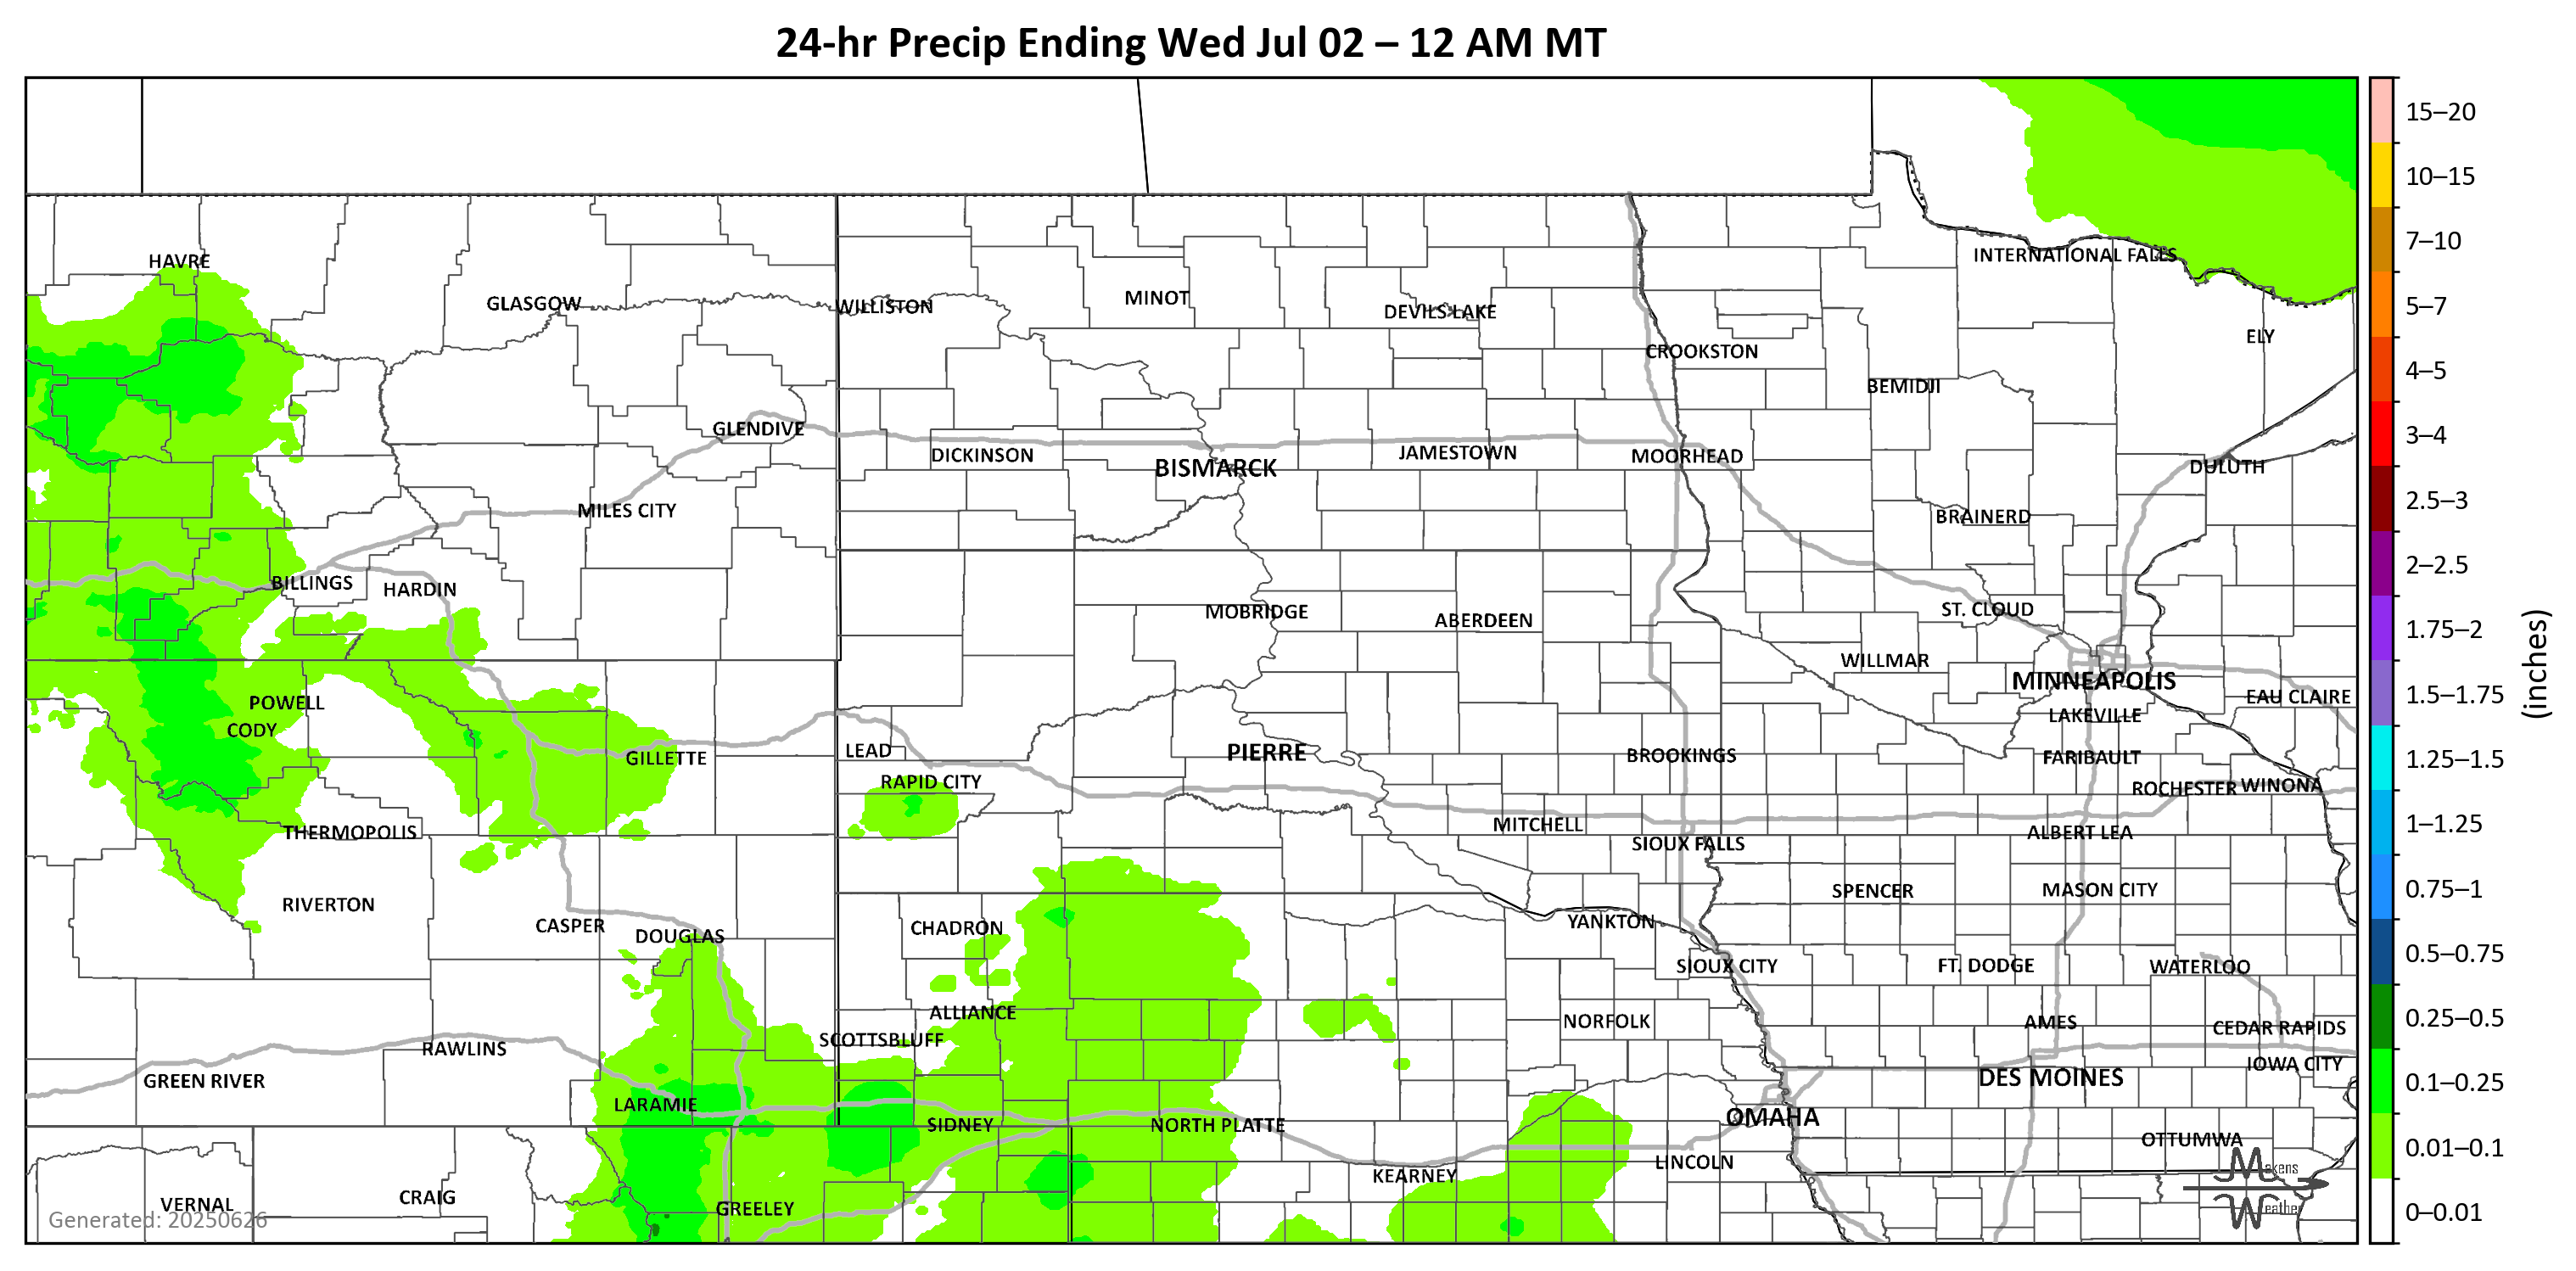 24-hr Precip Ending Wed Jul 02 – 12 AM MT
15–20
10–15
7–10
5–7
4–5
3–4
2.5–3
2–2.5
1.75–2
1.5–1.75
1.25–1.5
1–1.25
0.75–1
0.5–0.75
0.25–0.5
0.1–0.25
0.01–0.1
0–0.01
(inches)
HAVRE
INTERNATIONAL FALLS
GLASGOW
WILLISTON
MINOT
DEVILS LAKE
ELY
CROOKSTON
BEMIDJI
GLENDIVE
DICKINSON
BISMARCK
JAMESTOWN
MOORHEAD
DULUTH
MILES CITY
BRAINERD
BILLINGS
HARDIN
MOBRIDGE
ABERDEEN
ST. CLOUD
WILLMAR
MINNEAPOLIS
EAU CLAIRE
POWELL
CODY
LAKEVILLE
GILLETTE
LEAD
PIERRE
BROOKINGS
FARIBAULT
RAPID CITY
ROCHESTER
WINONA
THERMOPOLIS
MITCHELL
SIOUX FALLS
ALBERT LEA
RIVERTON
SPENCER
MASON CITY
CASPER
DOUGLAS
CHADRON
YANKTON
SIOUX CITY
FT. DODGE
WATERLOO
ALLIANCE
NORFOLK
AMES
CEDAR RAPIDS
SCOTTSBLUFF
RAWLINS
IOWA CITY
GREEN RIVER
DES MOINES
LARAMIE
SIDNEY
NORTH PLATTE
OMAHA
OTTUMWA
KEARNEY
LINCOLN
VERNAL
CRAIG
GREELEY
Makens
Weather
Generated: 20250626